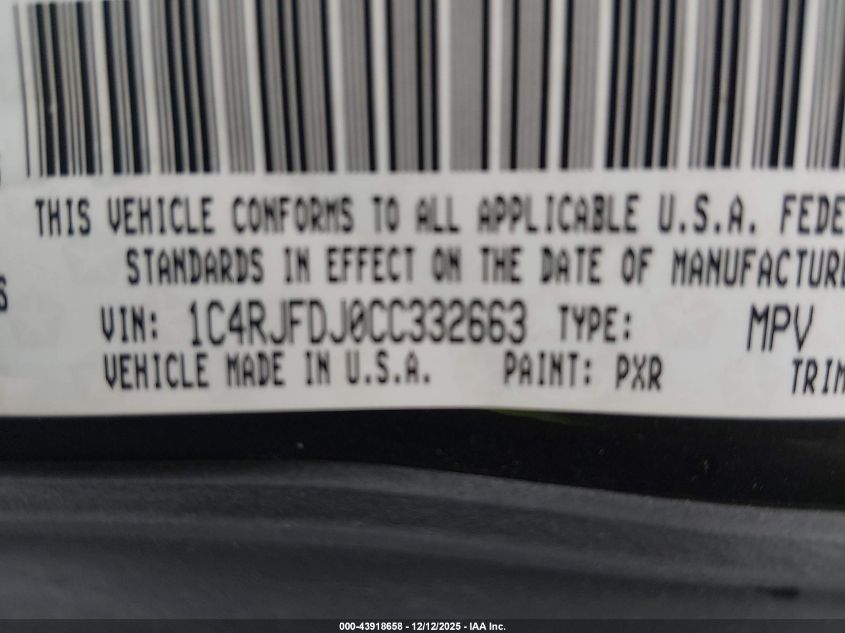 THIS VEHICLE CONFORMS TO ALL APPLICABLE U.S.A. FEDE
STANDARDS IN EFFECT ON THE DATE OF MANUFACTURE
VIN: 1C4RJFDJ0CC332663 TYPE: MPV
VEHICLE MADE IN U.S.A. PAINT: PXR TRIM
000-43918658 - 12/12/2025 - IAA Inc.